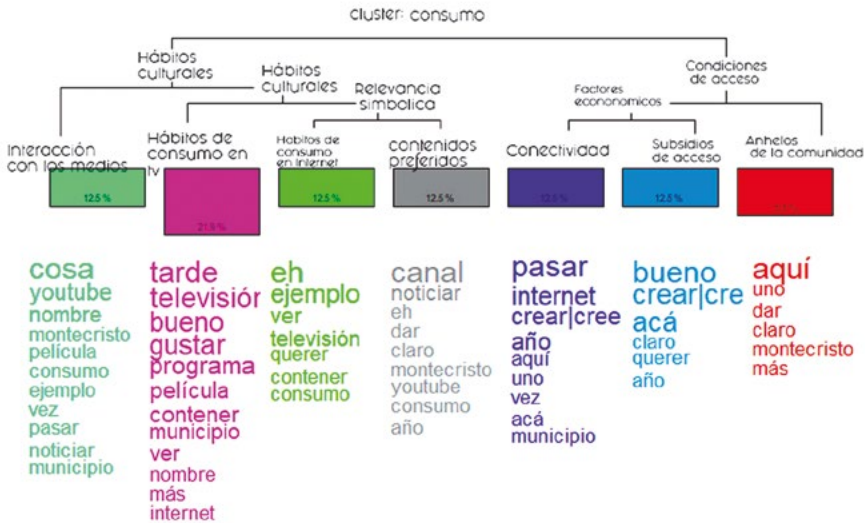 cluster: consumo
Hábitos
culturales
Hábitos
culturales
Condiciones
de acceso
Relevancia
simbolica
Factores
econonomicos
Interacción
con los medios
Hábitos de
consumo en
tv
Habitos de
consumo
en Internet
contenidos
preferidos
Conectividad
Subsidios
de acceso
Anhelos
de la comunidad
12.5 %
21.9 %
12.5 %
12.5 %
12.5 %
12.5 %
cosa
youtube
nombre
montecristo
película
consumo
ejemplo
vez
pasar
noticiar
municipio
tarde
televisión
bueno
gustar
programa
película
contener
municipio
ver
nombre
más
internet
eh
ejemplo
ver
televisión
querer
contener
consumo
canal
noticiar
eh
dar
claro
montecristo
youtube
consumo
año
pasar
internet
crear|cree
año
aquí
uno
vez
acá
municipio
bueno
crear|cre
acá
claro
querer
año
aquí
uno
dar
claro
montecristo
más